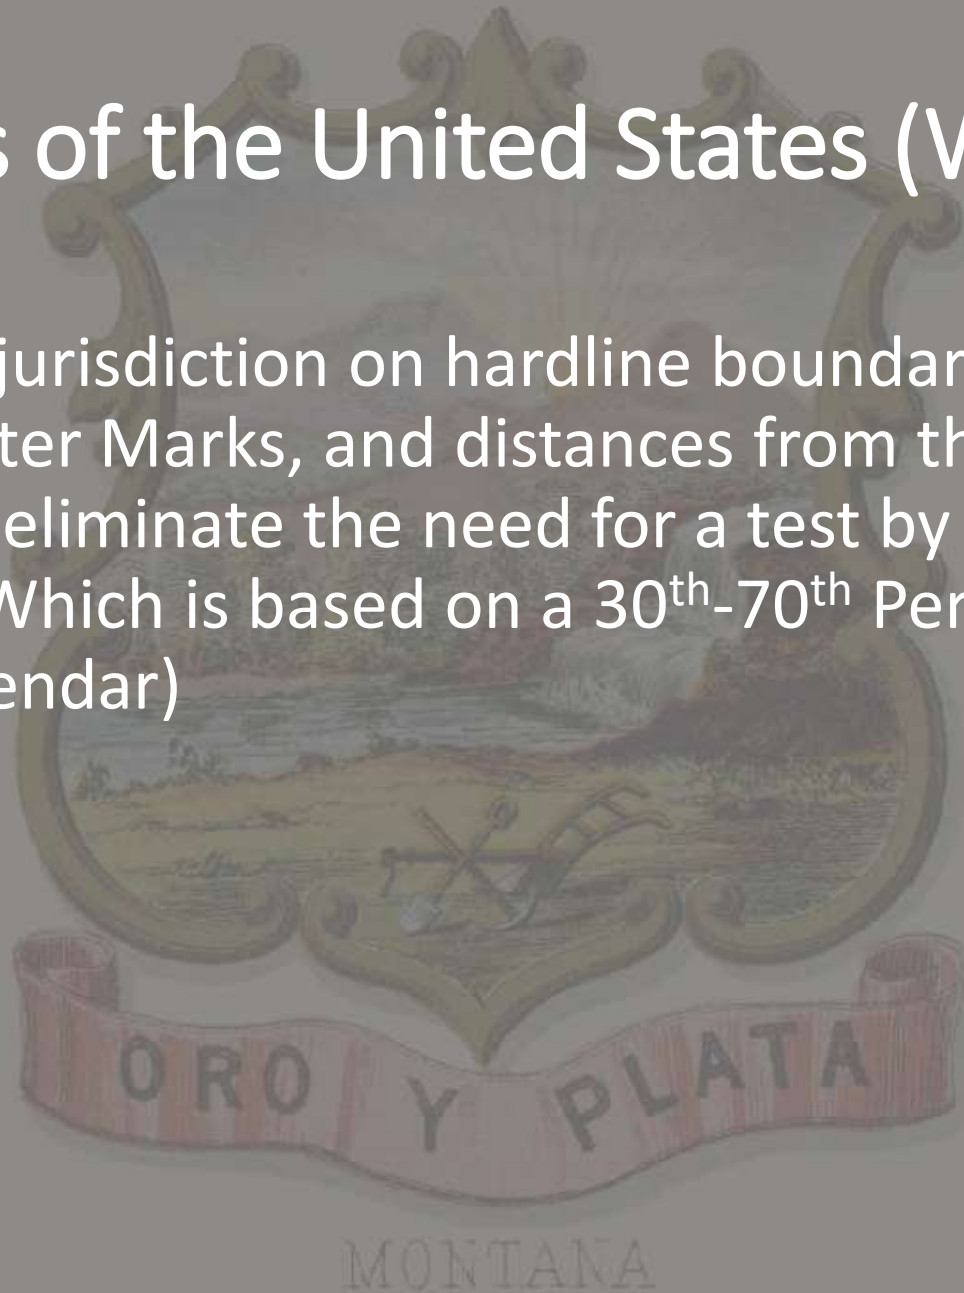 s of the United States (V
jurisdiction on hardline boundar
ter Marks, and distances from th
eliminate the need for a test by
Which is based on a 30th-70th Per
endar)
ORO Y PLATA
MONTANA